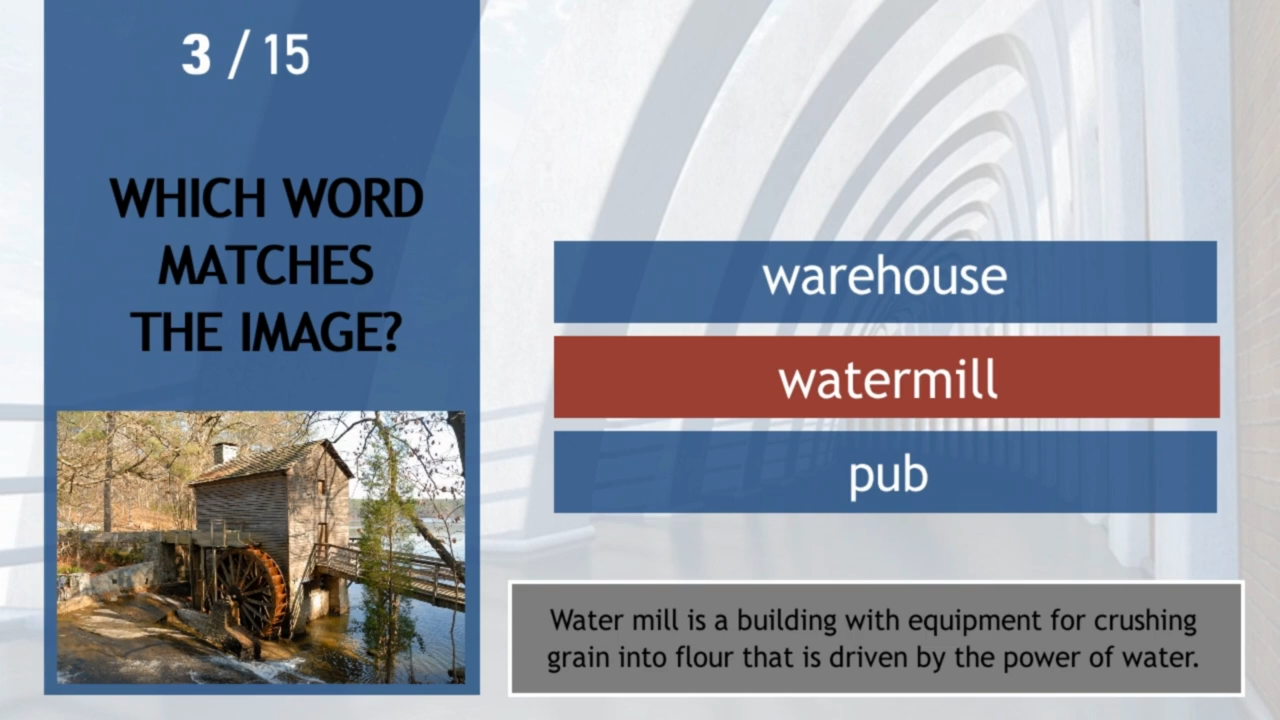 3 / 15
WHICH WORD
MATCHES
THE IMAGE?
warehouse
watermill
pub
Water mill is a building with equipment for crushing
grain into flour that is driven by the power of water.